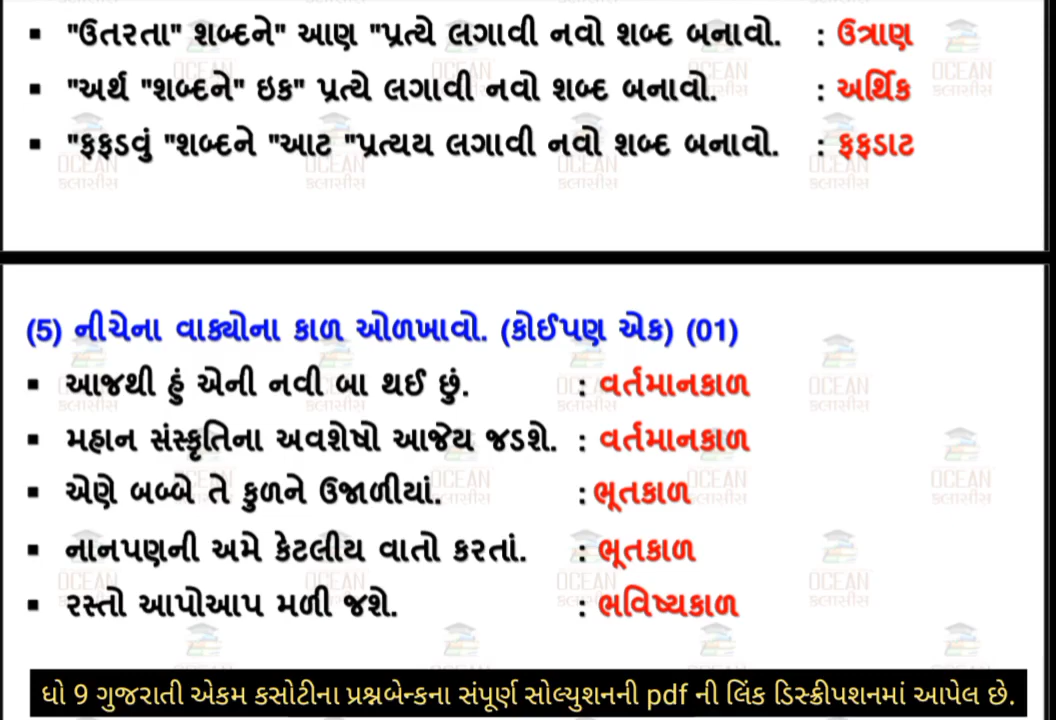 ▪ "ઉતરતા" શબ્દને" આણ "પ્રત્યે લગાવી નવો શબ્દ બનાવો. : ઉત્રાણ
▪ "અર્થ "શબ્દને" ઇક" પ્રત્યે લગાવી નવો શબ્દ બનાવો. : અર્થિક
▪ "ફફડવું "શબ્દને "આટ "પ્રત્યય લગાવી નવો શબ્દ બનાવો. : ફફડાટ
(5) નીચેના વાક્યોના કાળ ઓળખાવો. (કોઈપણ એક) (01)
▪ આજથી હું એની નવી બા થઈ છું. : વર્તમાનકાળ
▪ મહાન સંસ્કૃતિના અવશેષો આજેય જડશે. : વર્તમાનકાળ
▪ એણે બબ્બે તે કુળને ઉજાળીયાં. : ભૂતકાળ
▪ નાનપણની અમે કેટલીય વાતો કરતાં. : ભૂતકાળ
▪ રસ્તો આપોઆપ મળી જશે. : ભવિષ્યકાળ
ધો 9 ગુજરાતી એકમ કસોટીના પ્રશ્નબેન્કના સંપૂર્ણ સોલ્યુશનની pdf ની લિંક ડિસ્ક્રીપશનમાં આપેલ છે.
OCEAN
કલાસીસ